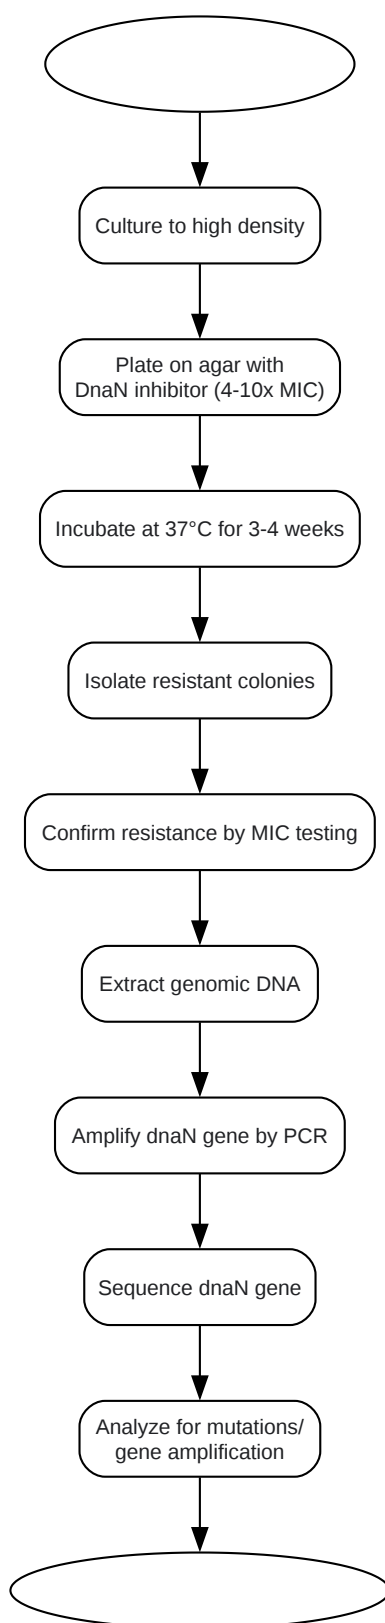 Culture to high density
Plate on agar with
DnaN inhibitor (4-10x MIC)
Incubate at 37°C for 3-4 weeks
Isolate resistant colonies
Confirm resistance by MIC testing
Extract genomic DNA
Amplify dnaN gene by PCR
Sequence dnaN gene
Analyze for mutations/
gene amplification